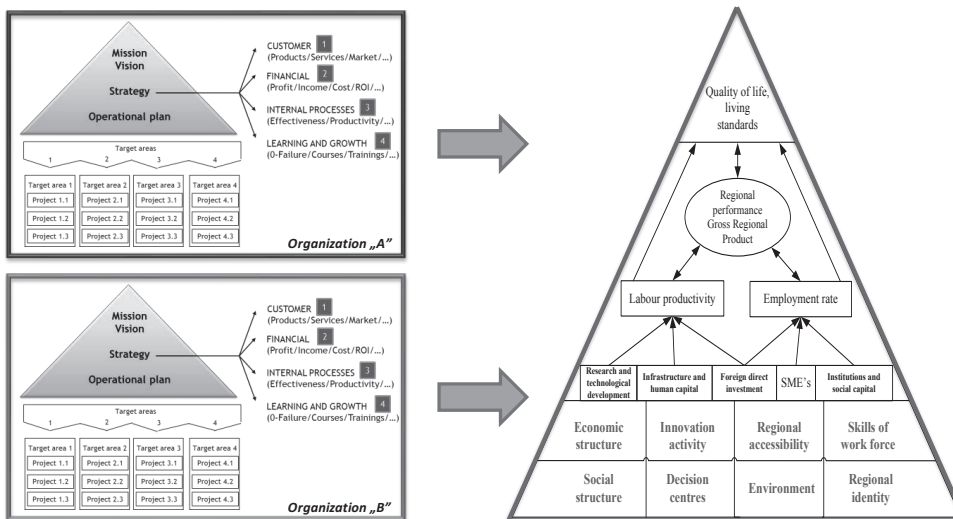 Mission
Vision
Strategy
Operational plan
CUSTOMER 1
(Products/Services/Market/...)
FINANCIAL 2
(Profit/Income/Cost/ROI/...)
INTERNAL PROCESSES 3
(Effectiveness/Productivity/...)
LEARNING AND GROWTH 4
(0-Failure/Courses/Trainings/...)
Target areas
1 2 3 4
Target area 1 Target area 2 Target area 3 Target area 4
Project 1.1 Project 2.1 Project 3.1 Project 4.1
Project 1.2 Project 2.2 Project 3.2 Project 4.2
Project 1.3 Project 2.3 Project 3.3 Project 4.3
Organization „A”
Mission
Vision
Strategy
Operational plan
CUSTOMER 1
(Products/Services/Market/...)
FINANCIAL 2
(Profit/Income/Cost/ROI/...)
INTERNAL PROCESSES 3
(Effectiveness/Productivity/...)
LEARNING AND GROWTH 4
(0-Failure/Courses/Trainings/...)
Target areas
1 2 3 4
Target area 1 Target area 2 Target area 3 Target area 4
Project 1.1 Project 2.1 Project 3.1 Project 4.1
Project 1.2 Project 2.2 Project 3.2 Project 4.2
Project 1.3 Project 2.3 Project 3.3 Project 4.3
Organization „B”
Quality of life,
living
standards
Regional
performance
Gross Regional
Product
Labour productivity
Employment rate
Research and
technological
development
Infrastructure and
human capital
Foreign direct
investment
SME's
Institutions and
social capital
Economic
structure
Innovation
activity
Regional
accessibility
Skills of
work force
Social
structure
Decision
centres
Environment
Regional
identity